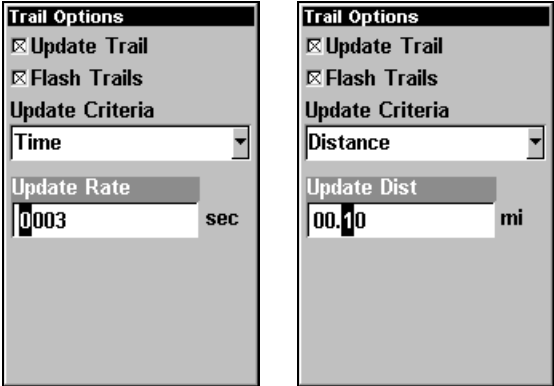 Trail Options
Update Trail
Flash Trails
Update Criteria
Time
Update Rate
0003 sec
Trail Options
Update Trail
Flash Trails
Update Criteria
Distance
Update Dist
00.10 mi